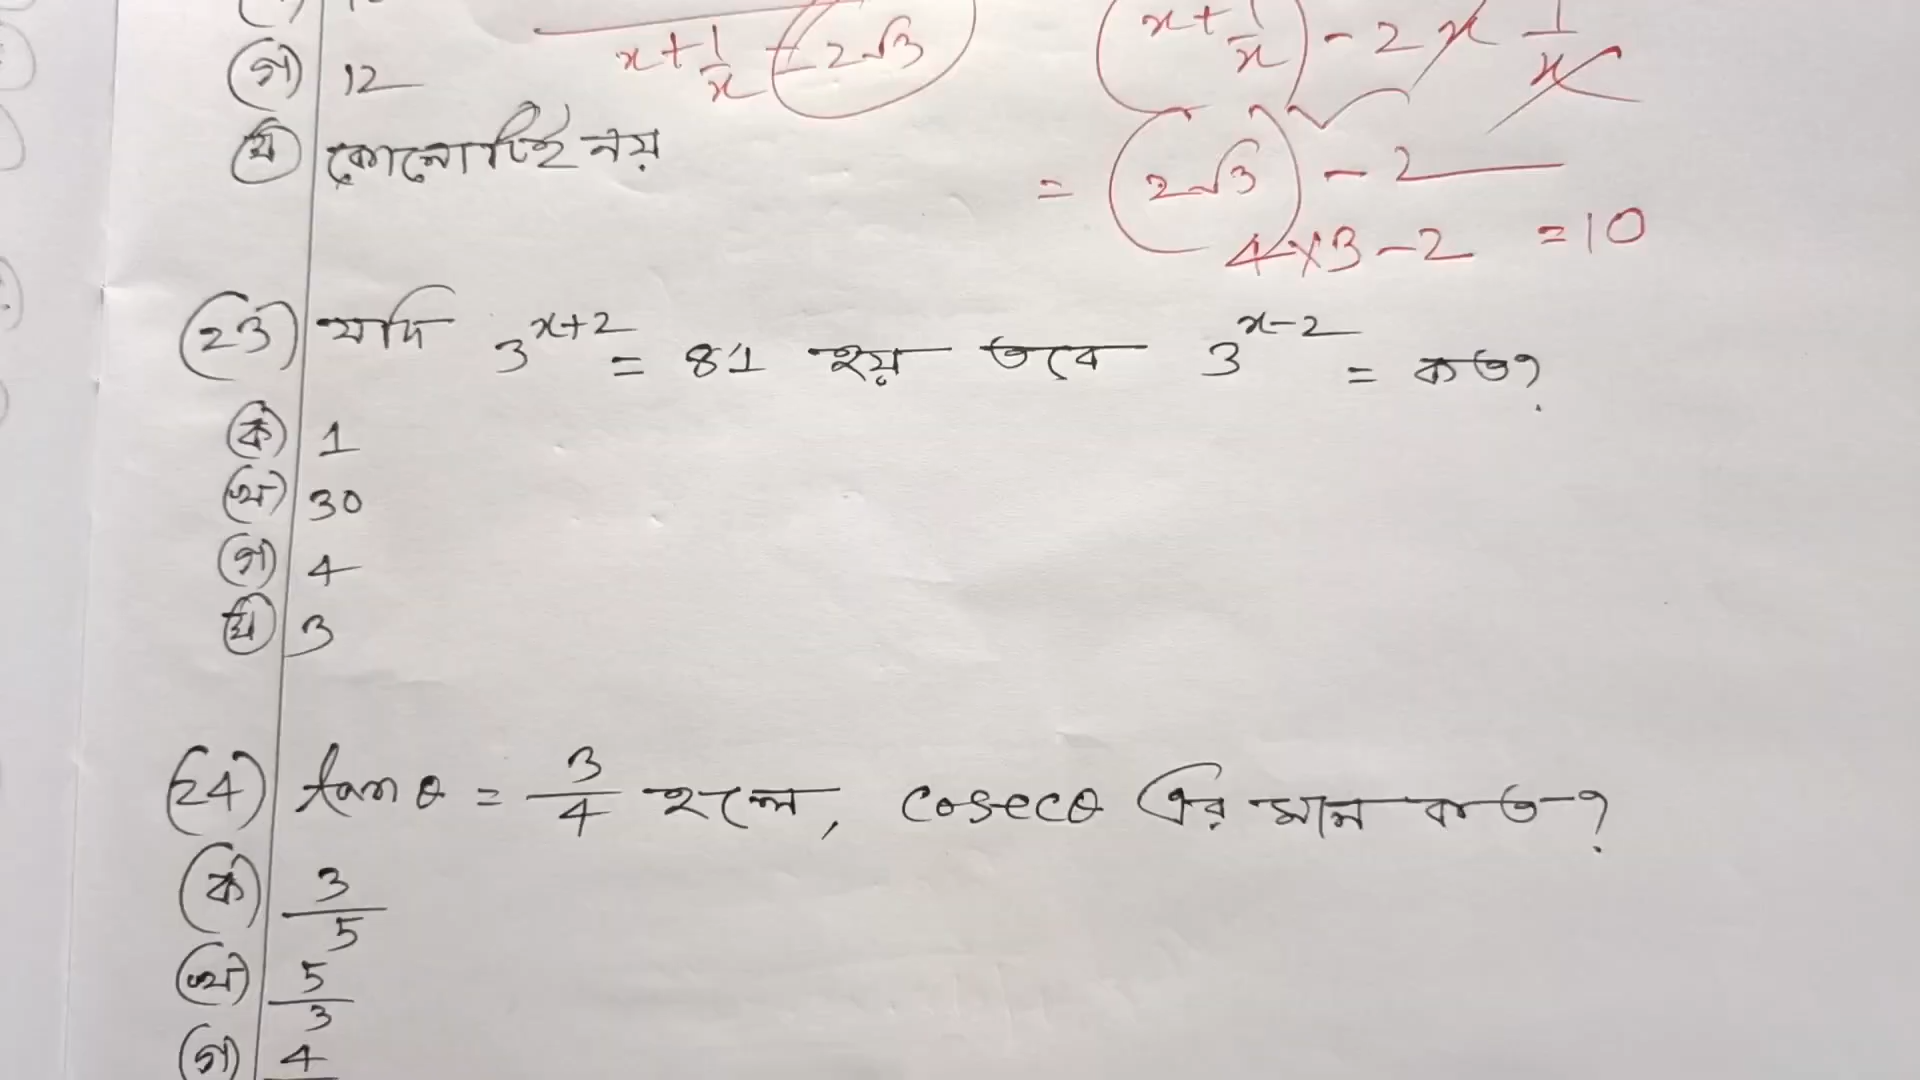 গ 12
ঘ কোনোটিই নয়
x + 1/x = 2√3
(x + 1/x)² - 2 x 1/x
= (2√3)² - 2
4×3 - 2 = 10
23) যদি 3^(x+2) = 81 হয় তবে 3^(x-2) = কত?
ক 1
খ 30
গ 4
ঘ 3
24) tan θ = 3/4 হলে, cosec θ এর মান কত?
ক 3/5
খ 5/3
গ 4